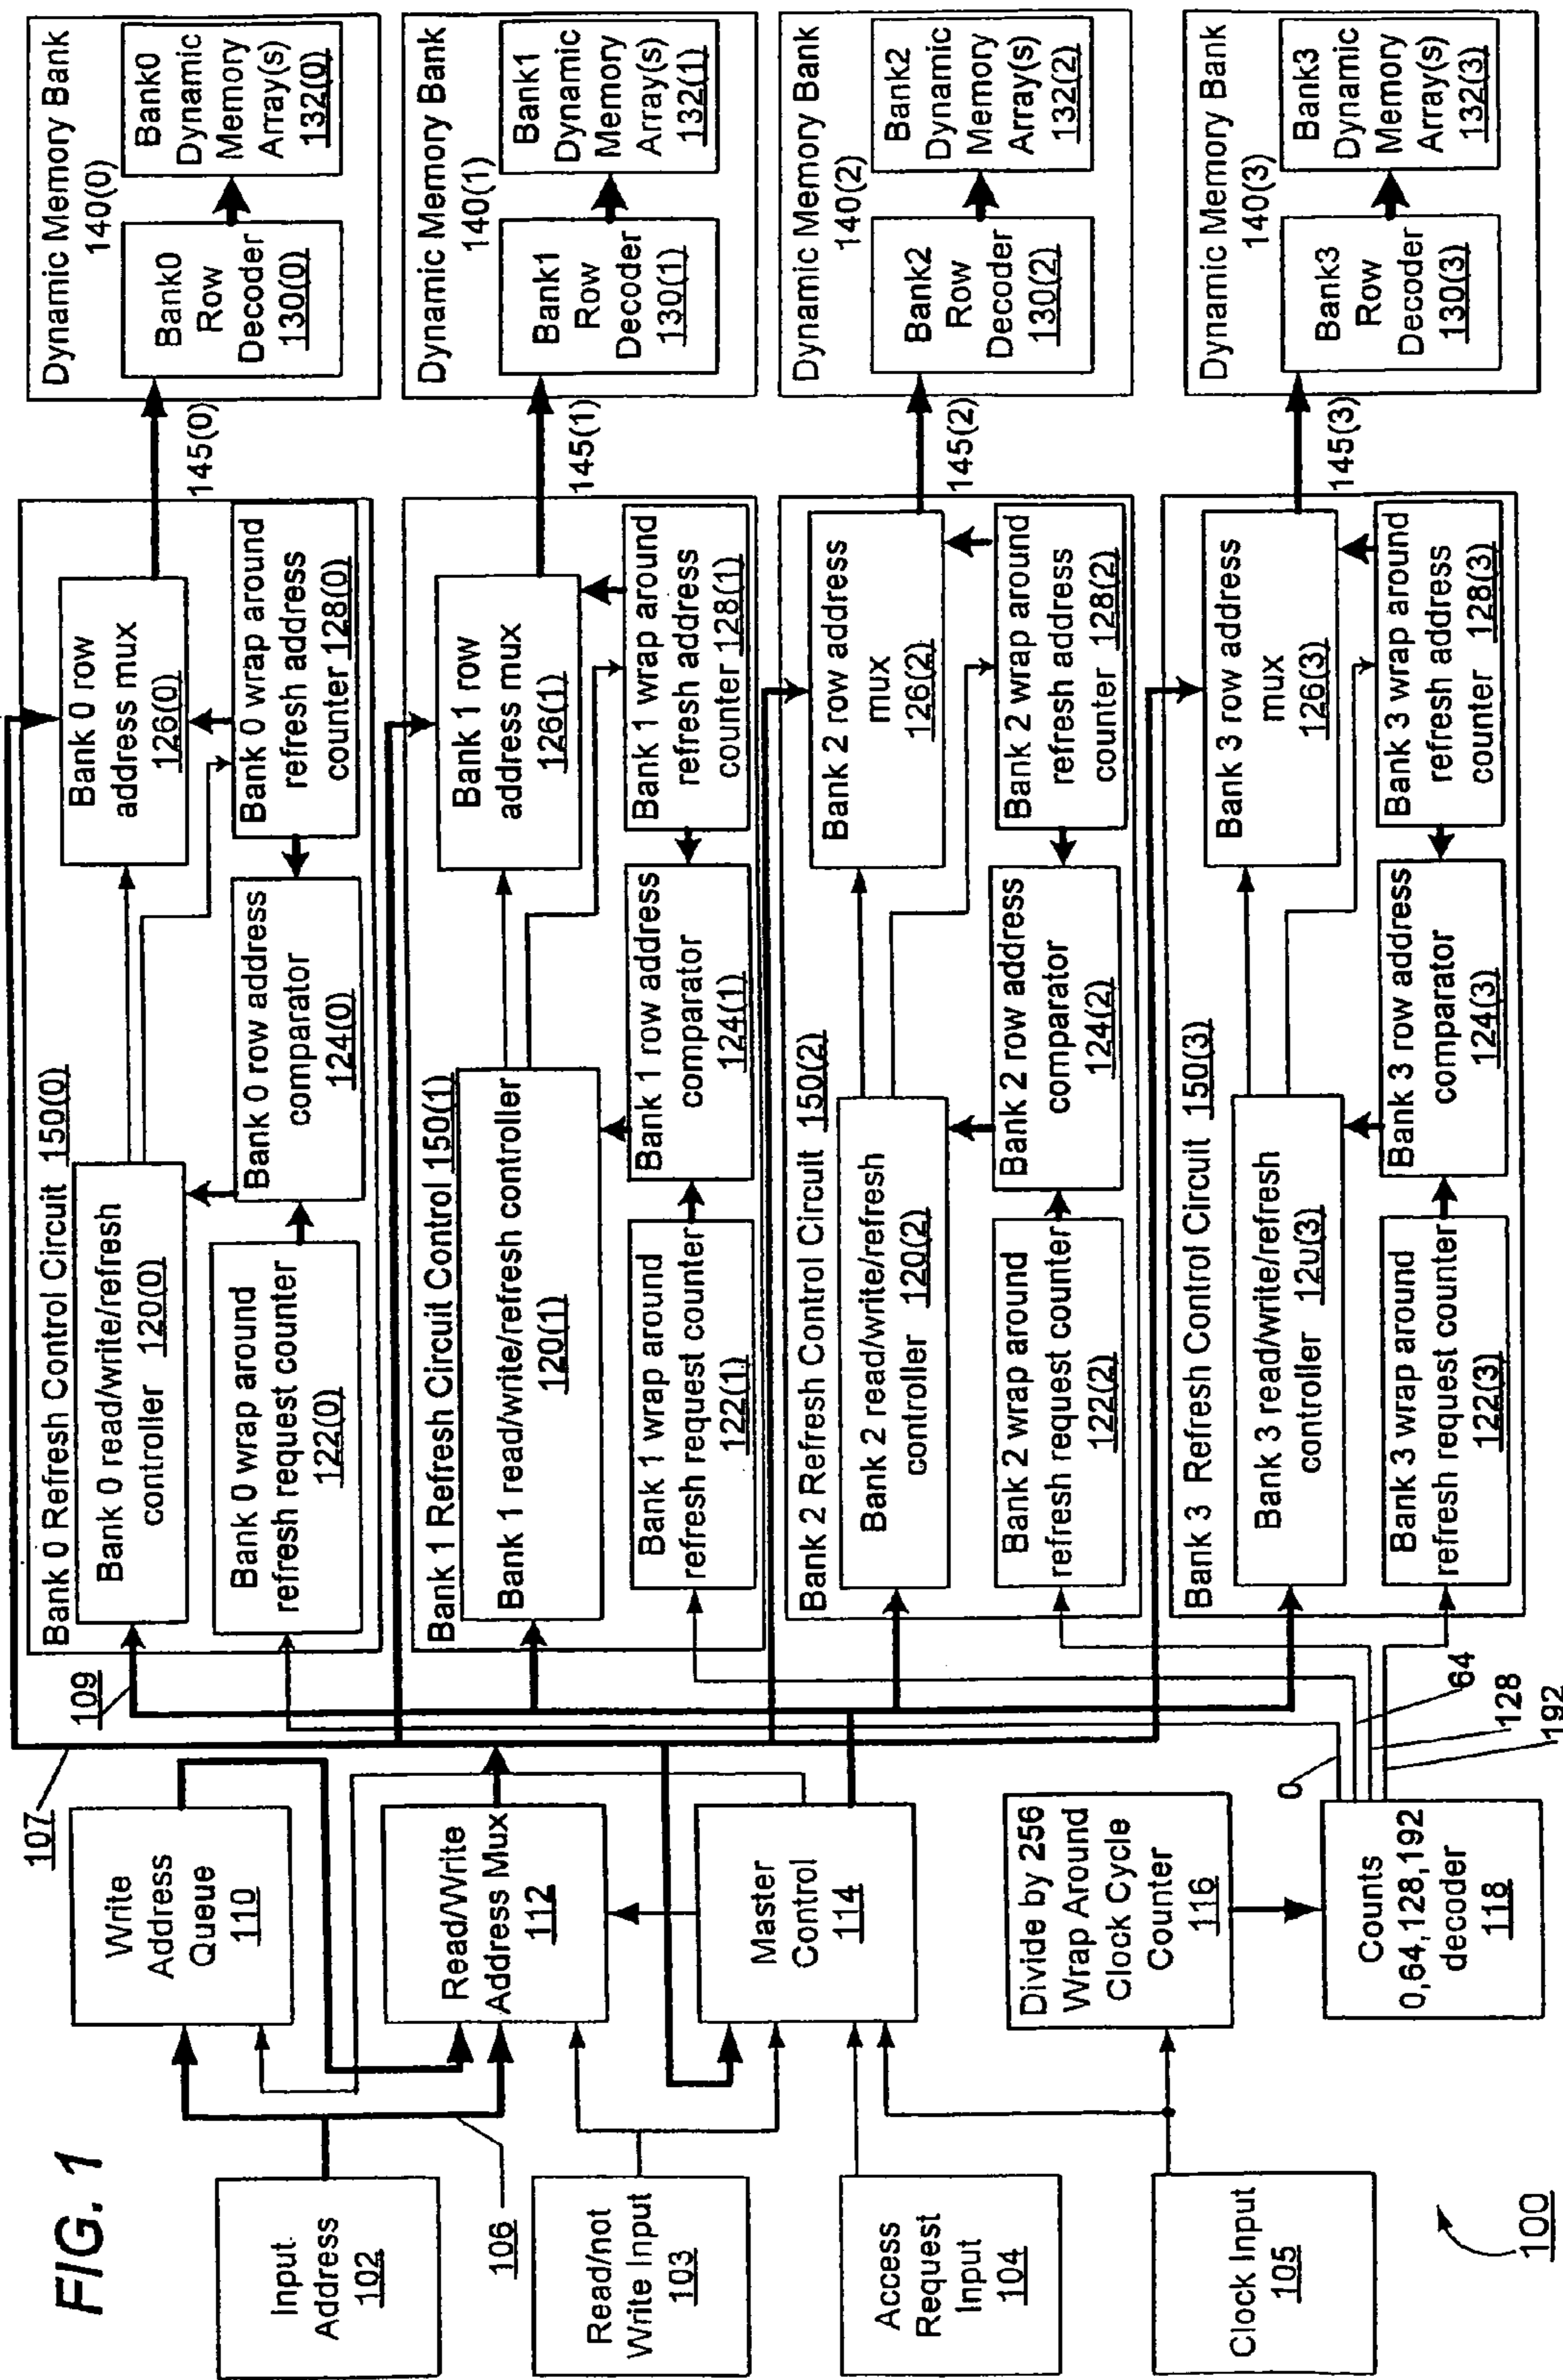 FIG. 1
Input
Address
102
Read/not
Write Input
103
Access
Request
Input
104
Clock Input
105
100
106
107
Write
Address
Queue
110
Read/Write
Address Mux
112
Master
Control
114
Divide by 256
Wrap Around
Clock Cycle
Counter
116
Counts
0,64,128,192
decoder
118
109
0
64
128
192
Bank 0 Refresh Control Circuit 150(0)
Bank 0 read/write/refresh
controller 120(0)
Bank 0 wrap around
refresh request counter
122(0)
Bank 0 row address
comparator
124(0)
Bank 0 row
address mux
126(0)
Bank 0 wrap around
refresh address
counter 128(0)
Bank 1 Refresh Circuit Control 150(1)
Bank 1 read/write/refresh controller
120(1)
Bank 1 wrap around
refresh request counter
122(1)
Bank 1 row address
comparator
124(1)
Bank 1 row
address mux
126(1)
Bank 1 wrap around
refresh address
counter 128(1)
Bank 2 Refresh Control Circuit 150(2)
Bank 2 read/write/refresh
controller 120(2)
Bank 2 wrap around
refresh request counter
122(2)
Bank 2 row address
comparator
124(2)
Bank 2 row address
mux
126(2)
Bank 2 wrap around
refresh address
counter 128(2)
Bank 3 Refresh Control Circuit 150(3)
Bank 3 read/write/refresh
controller 120(3)
Bank 3 wrap around
refresh request counter
122(3)
Bank 3 row address
comparator
124(3)
Bank 3 row address
mux
126(3)
Bank 3 wrap around
refresh address
counter 128(3)
145(0)
145(1)
145(2)
145(3)
Dynamic Memory Bank
140(0)
Bank0
Row
Decoder
130(0)
Bank0
Dynamic
Memory
Array(s)
132(0)
Dynamic Memory Bank
140(1)
Bank1
Row
Decoder
130(1)
Bank1
Dynamic
Memory
Array(s)
132(1)
Dynamic Memory Bank
140(2)
Bank2
Row
Decoder
130(2)
Bank2
Dynamic
Memory
Array(s)
132(2)
Dynamic Memory Bank
140(3)
Bank3
Row
Decoder
130(3)
Bank3
Dynamic
Memory
Array(s)
132(3)